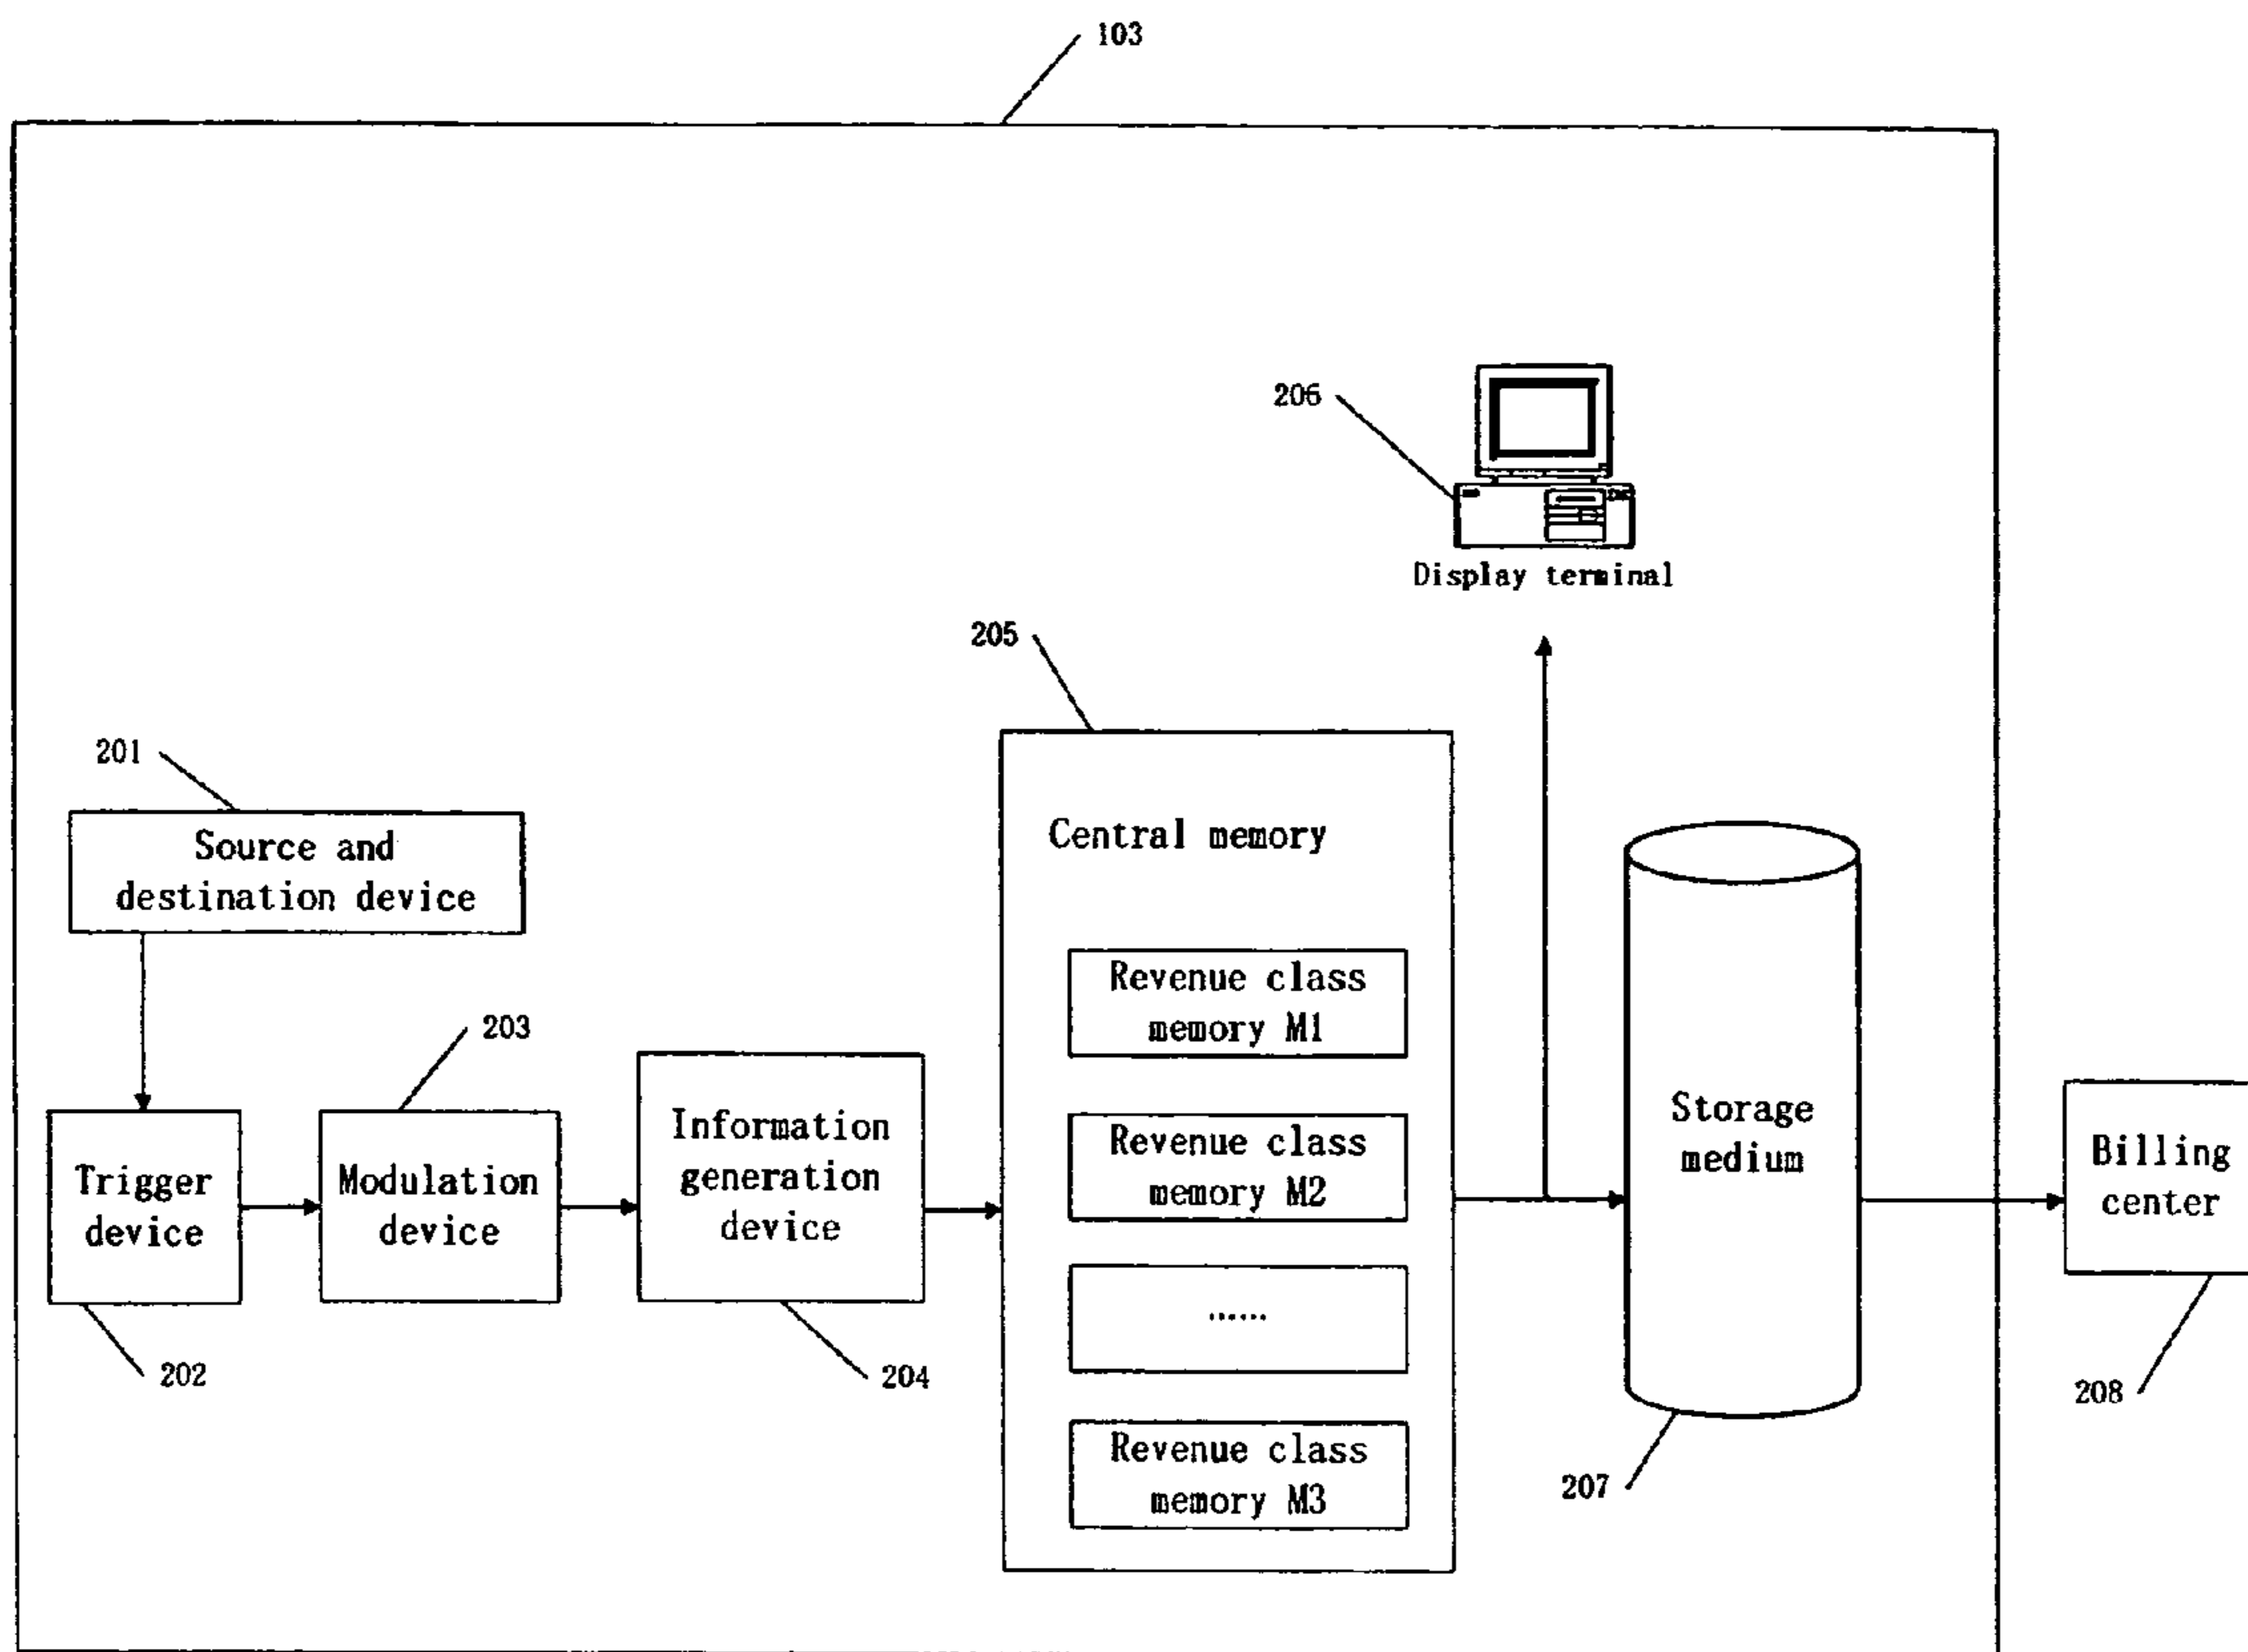 103
206
Display terminal
205
201
Source and
destination device
Central memory
Revenue class
memory M1
203
Information
generation
device
Trigger
device
Modulation
device
Revenue class
memory M2
Storage
medium
Billing
center
......
202
204
208
Revenue class
memory M3
207